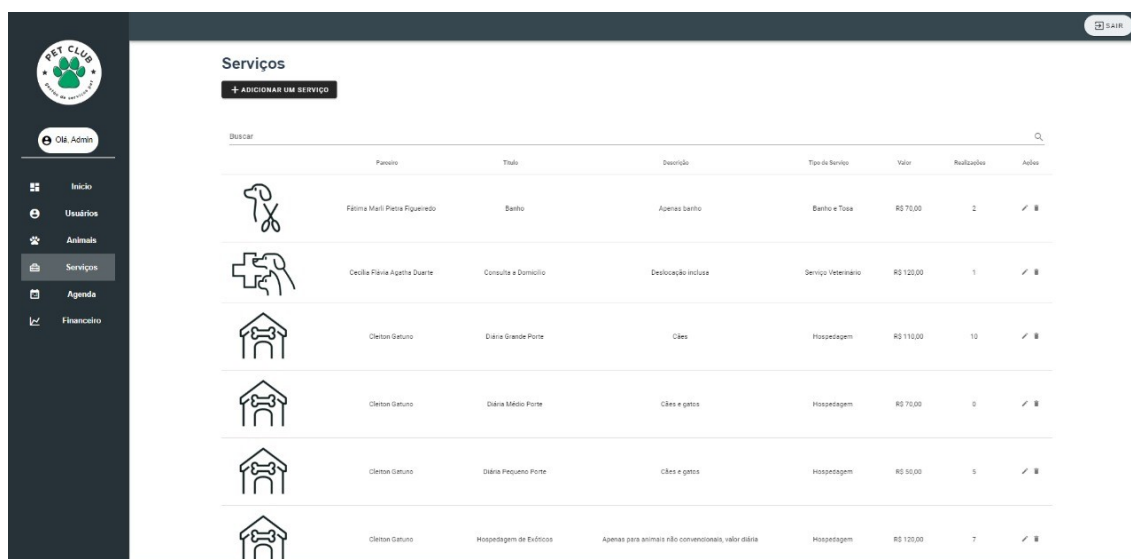 SAIR
PET CLUB
gestão de serviços pet
Olá, Admin
Início
Usuários
Animais
Serviços
Agenda
Financeiro
Serviços
+ ADICIONAR UM SERVIÇO
Buscar
Parceiro Título Descrição Tipo de Serviço Valor Realizações Ações
Fátima Marli Pietra Figueiredo Banho Apenas banho Banho e Tosa R$ 70,00 2
Cecília Flávia Agatha Duarte Consulta a Domicílio Deslocação inclusa Serviço Veterinário R$ 120,00 1
Cleiton Gatuno Diária Grande Porte Cães Hospedagem R$ 110,00 10
Cleiton Gatuno Diária Médio Porte Cães e gatos Hospedagem R$ 70,00 0
Cleiton Gatuno Diária Pequeno Porte Cães e gatos Hospedagem R$ 50,00 5
Cleiton Gatuno Hospedagem de Exóticos Apenas para animais não convencionais, valor diária Hospedagem R$ 120,00 7